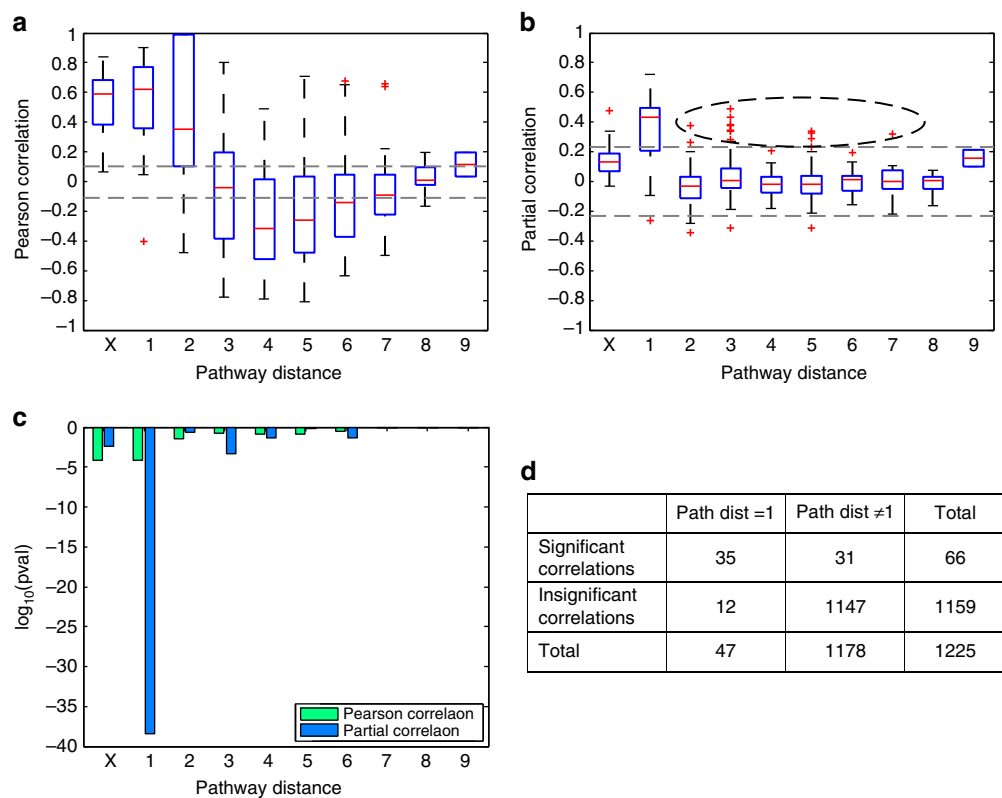 a
1
0.8
0.6
0.4
0.2
0
–0.2
–0.4
–0.6
–0.8
–1
Pearson correlation
X 1 2 3 4 5 6 7 8 9
Pathway distance
b
1
0.8
0.6
0.4
0.2
0
–0.2
–0.4
–0.6
–0.8
–1
Partial correlation
X 1 2 3 4 5 6 7 8 9
Pathway distance
c
0
–5
–10
–15
–20
–25
–30
–35
–40
log10(pval)
Pearson correlaon
Partial correlaon
X 1 2 3 4 5 6 7 8 9
Pathway distance
d
Path dist =1 Path dist ≠1 Total
Significant
correlations 35 31 66
Insignificant
correlations 12 1147 1159
Total 47 1178 1225